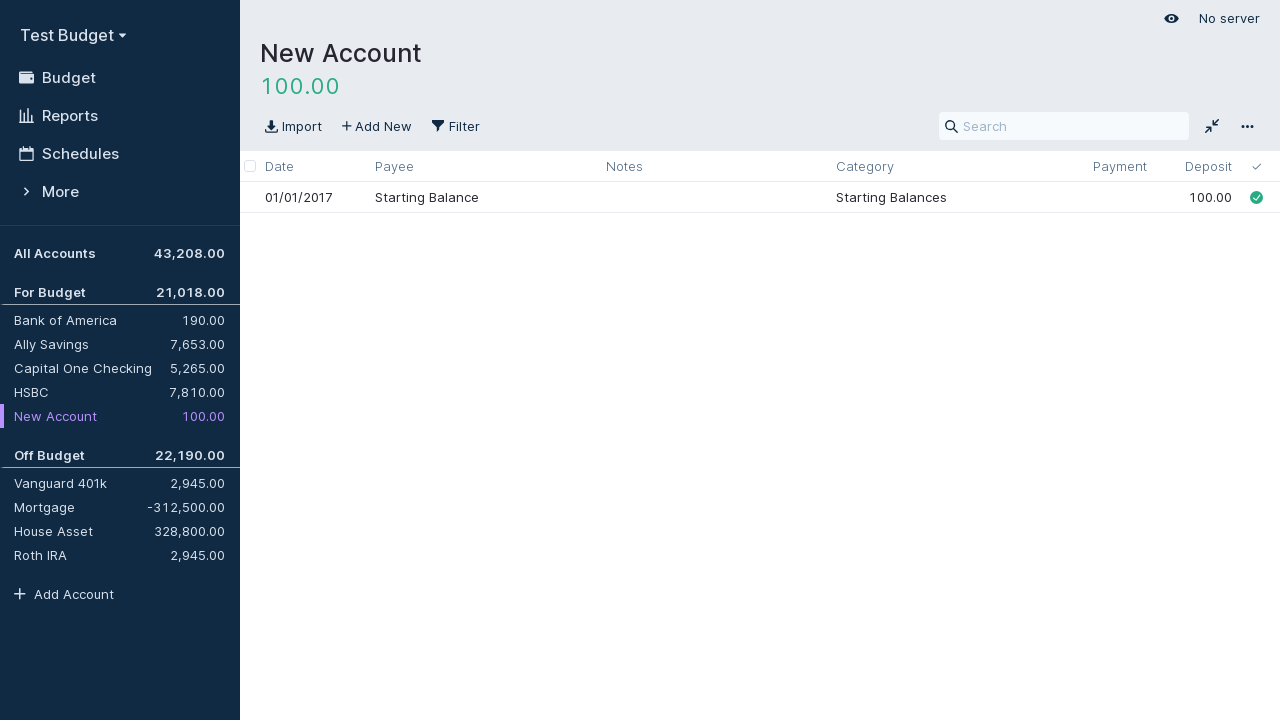 Test Budget
Budget
Reports
Schedules
More
All Accounts 43,208.00
For Budget 21,018.00
Bank of America 190.00
Ally Savings 7,653.00
Capital One Checking 5,265.00
HSBC 7,810.00
New Account 100.00
Off Budget 22,190.00
Vanguard 401k 2,945.00
Mortgage -312,500.00
House Asset 328,800.00
Roth IRA 2,945.00
Add Account
No server
New Account
100.00
Import Add New Filter Search
Date Payee Notes Category Payment Deposit
01/01/2017 Starting Balance Starting Balances 100.00